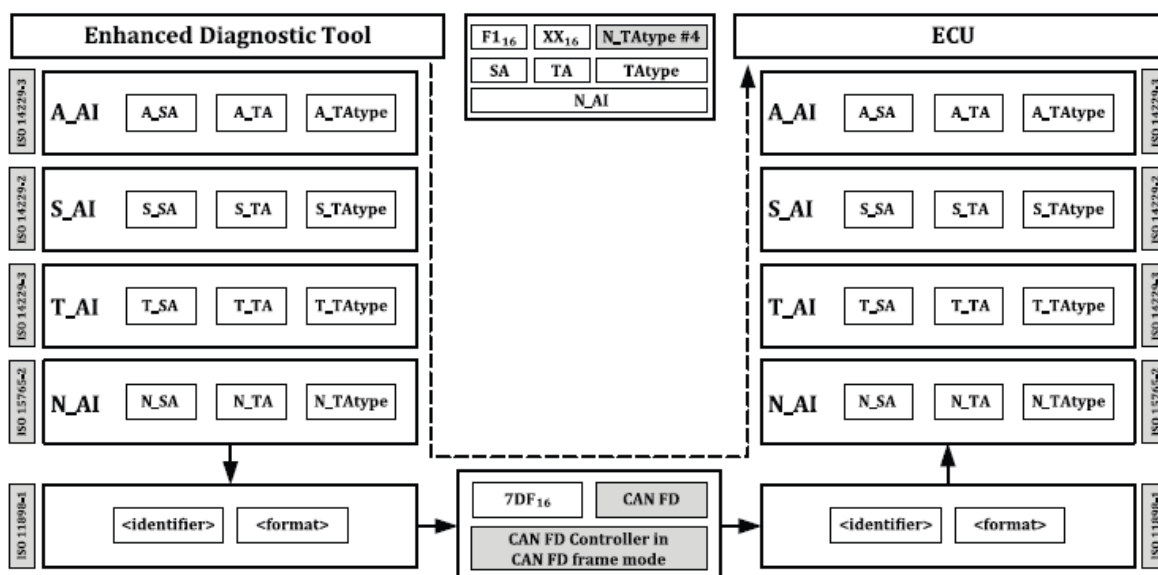 Enhanced Diagnostic Tool
F1₁₆ XX₁₆ N_TAtype #4
SA TA TAtype
N_AI
ECU
ISO 14229-3
A_AI A_SA A_TA A_TAtype
A_AI A_SA A_TA A_TAtype
ISO 14229-3
ISO 14229-2
S_AI S_SA S_TA S_TAtype
S_AI S_SA S_TA S_TAtype
ISO 14229-2
ISO 14229-3
T_AI T_SA T_TA T_TAtype
T_AI T_SA T_TA T_TAtype
ISO 14229-3
ISO 15765-2
N_AI N_SA N_TA N_TAtype
N_AI N_SA N_TA N_TAtype
ISO 15765-2
ISO 11898-1
<identifier> <format>
7DF₁₆ CAN FD
CAN FD Controller in
CAN FD frame mode
<identifier> <format>
ISO 11898-1